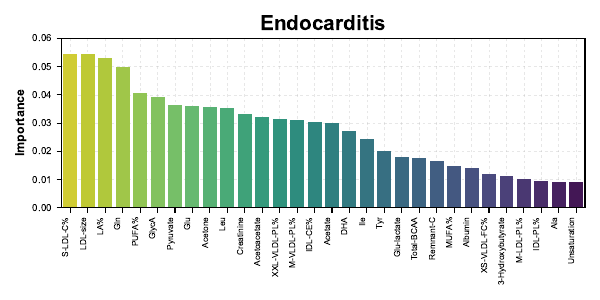 Endocarditis
Importance
0.06
0.05
0.04
0.03
0.02
0.01
0.00
S-LDL-C%
LDL-size
LA%
Gln
PUFA%
GlycA
Pyruvate
Glu
Acetone
Leu
Creatinine
Acetoacetate
XXL-VLDL-PL%
M-VLDL-PL%
IDL-CE%
Acetate
DHA
Ile
Tyr
Glu-lactate
Total-BCAA
Remnant-C
MUFA%
Albumin
XS-VLDL-FC%
3-Hydroxybutyrate
M-LDL-PL%
IDL-PL%
Ala
Unsaturation